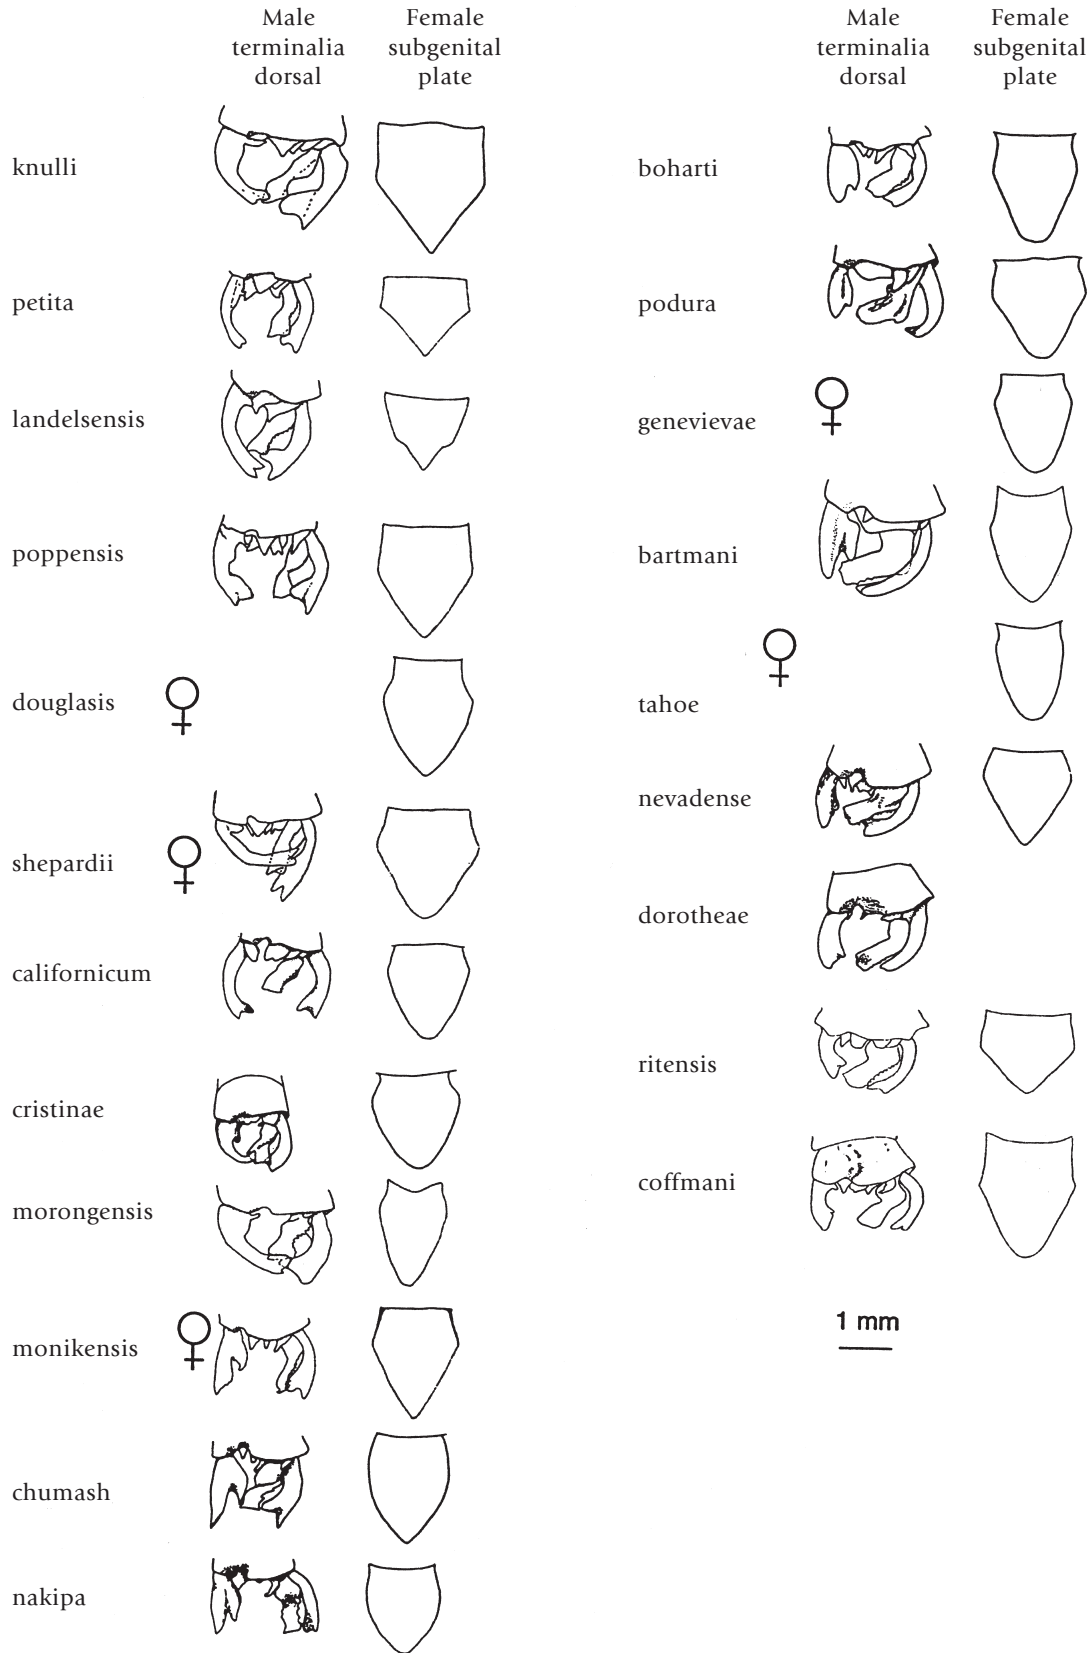 Male
terminalia
dorsal
Female
subgenital
plate
knulli
petita
landelsensis
poppensis
douglasis
shepardii
californicum
cristinae
morongensis
monikensis
chumash
nakipa
Male
terminalia
dorsal
Female
subgenital
plate
boharti
podura
genevievae
bartmani
tahoe
nevadense
dorotheae
ritensis
coffmani
1 mm